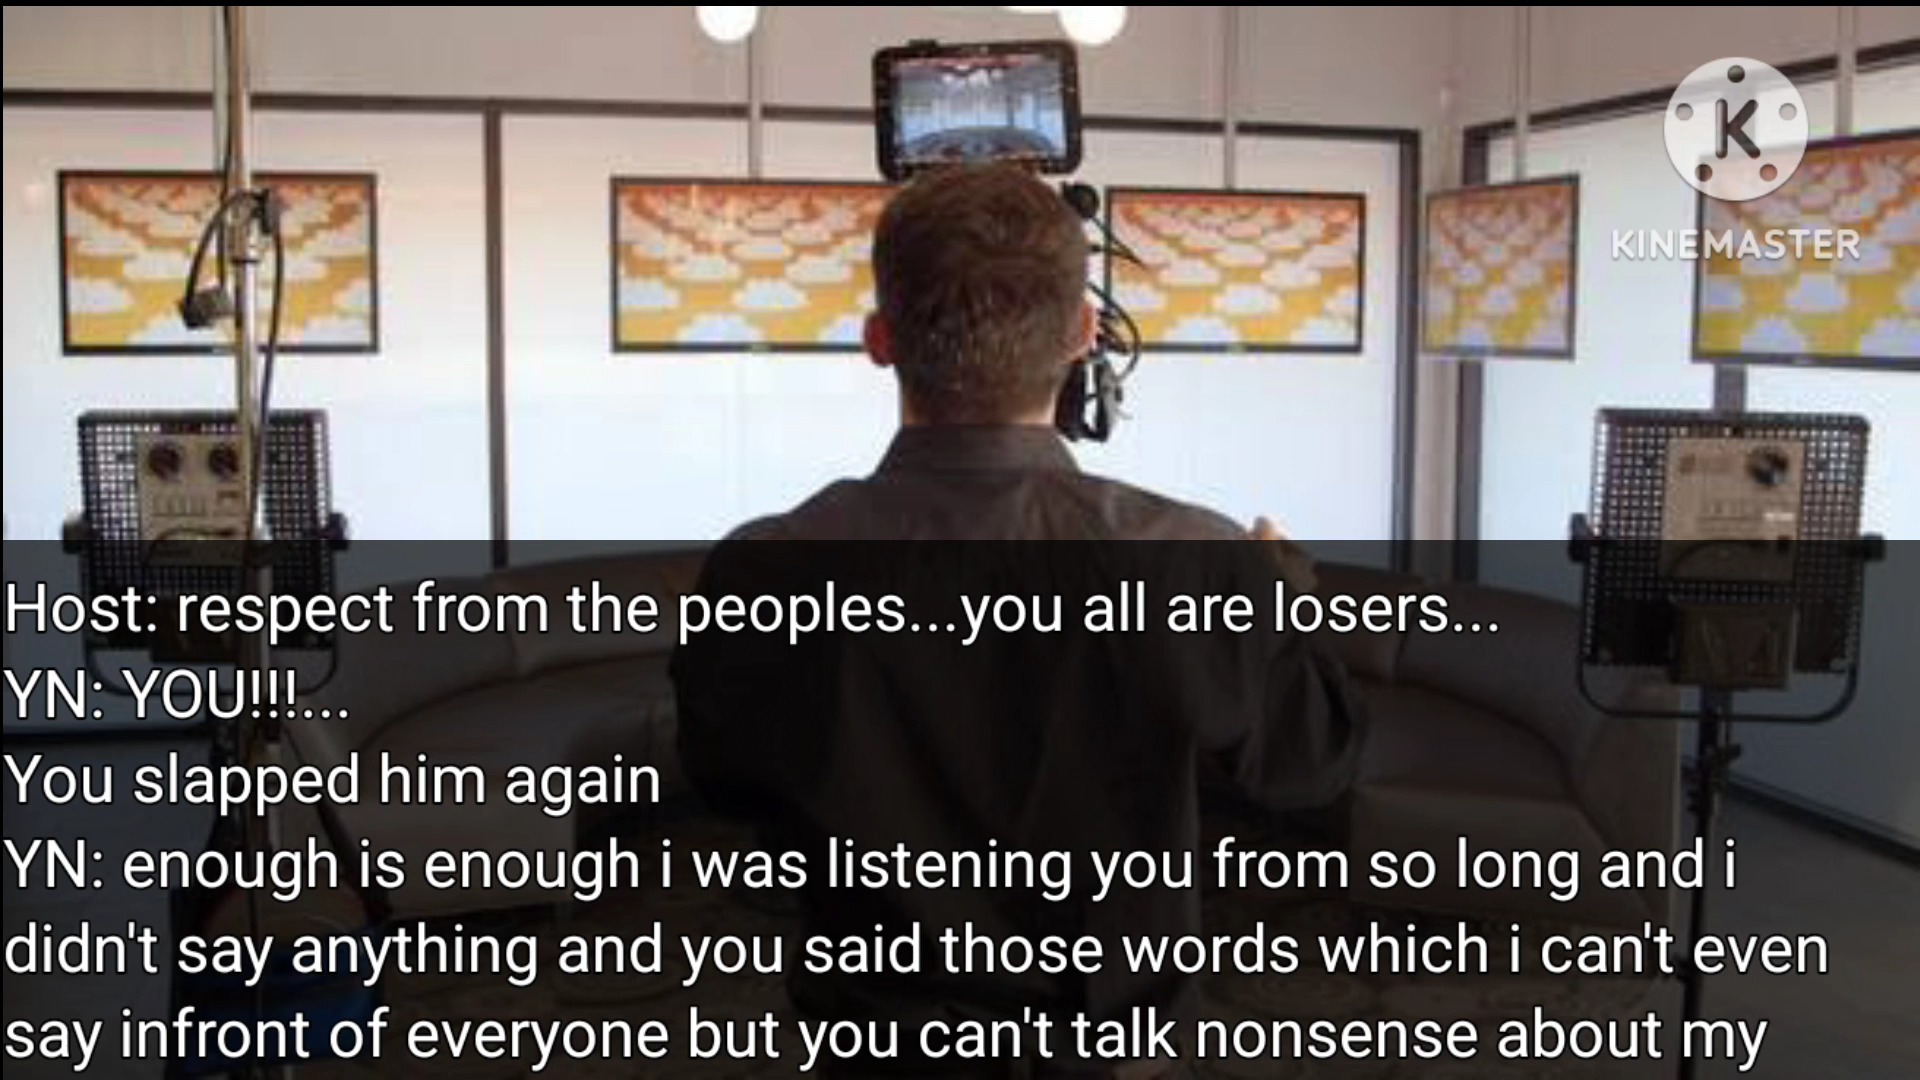 K
KINEMASTER
Host: respect from the peoples...you all are losers...
YN: YOU!!!...
You slapped him again
YN: enough is enough i was listening you from so long and i
didn't say anything and you said those words which i can't even
say infront of everyone but you can't talk nonsense about my